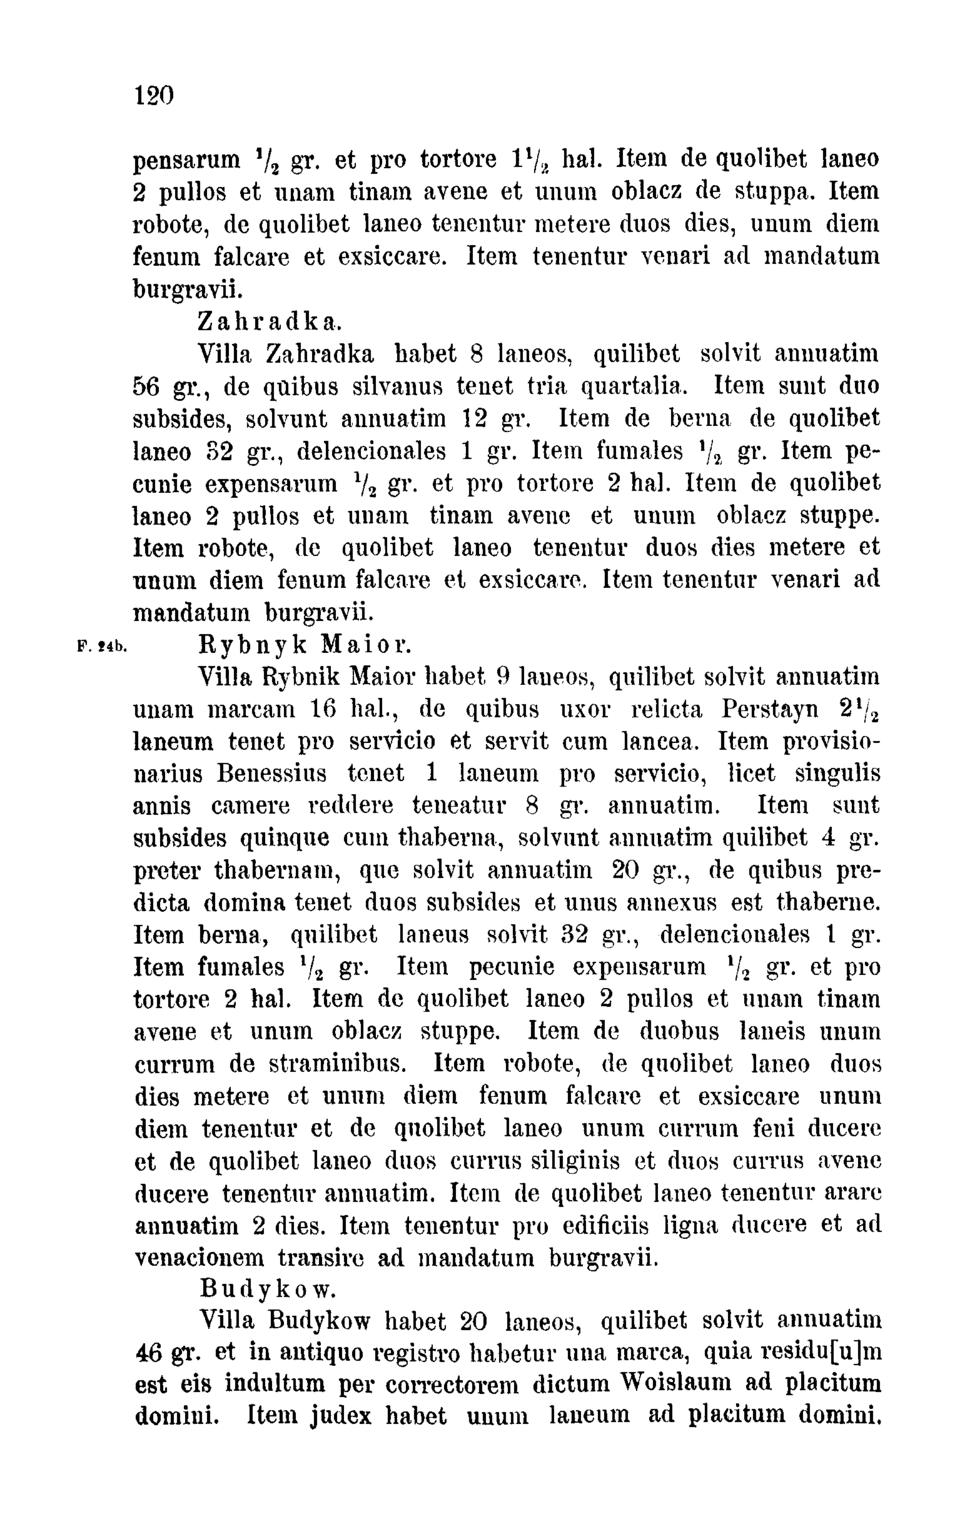 120
pensarum 1/2 gr. et pro tortore 1 1/2 hal. Item de quolibet laneo
2 pullos et unam tinam avene et unum oblacz de stuppa. Item
robote, de quolibet laneo tenentur metere duos dies, unum diem
fenum falcare et exsiccare. Item tenentur venari ad mandatum
burgravii.
Zahradka.
Villa Zahradka habet 8 laneos, quilibet solvit annuatim
56 gr., de quibus silvanus tenet tria quartalia. Item sunt duo
subsides, solvunt annuatim 12 gr. Item de berna de quolibet
laneo 32 gr., delencionales 1 gr. Item fumales 1/2 gr. Item pe-
cunie expensarum 1/2 gr. et pro tortore 2 hal. Item de quolibet
laneo 2 pullos et unam tinam avene et unum oblacz stuppe.
Item robote, de quolibet laneo tenentur duos dies metere et
unum diem fenum falcare et exsiccare. Item tenentur venari ad
mandatum burgravii.
F. 24b. Rybnyk Maior.
Villa Rybnik Maior habet 9 laneos, quilibet solvit annuatim
unam marcam 16 hal., de quibus uxor relicta Perstayn 2 1/2
laneum tenet pro servicio et servit cum lancea. Item provisio-
narius Benessius tenet 1 laneum pro servicio, licet singulis
annis camere reddere teneatur 8 gr. annuatim. Item sunt
subsides quinque cum thaberna, solvunt annuatim quilibet 4 gr.
preter thabernam, que solvit annuatim 20 gr., de quibus pre-
dicta domina tenet duos subsides et unus annexus est thaberne.
Item berna, quilibet laneus solvit 32 gr., delencionales 1 gr.
Item fumales 1/2 gr. Item pecunie expensarum 1/2 gr. et pro
tortore 2 hal. Item de quolibet laneo 2 pullos et unam tinam
avene et unum oblacz stuppe. Item de duobus laneis unum
currum de straminibus. Item robote, de quolibet laneo duos
dies metere et unum diem fenum falcare et exsiccare unum
diem tenentur et de quolibet laneo unum currum feni ducere
et de quolibet laneo duos currus siliginis et duos currus avene
ducere tenentur annuatim. Item de quolibet laneo tenentur arare
annuatim 2 dies. Item tenentur pro edificiis ligna ducere et ad
venacionem transire ad mandatum burgravii.
Budykow.
Villa Budykow habet 20 laneos, quilibet solvit annuatim
46 gr. et in antiquo registro habetur una marca, quia residu[u]m
est eis indultum per correctorem dictum Woislaum ad placitum
domini. Item judex habet unum laneum ad placitum domini.